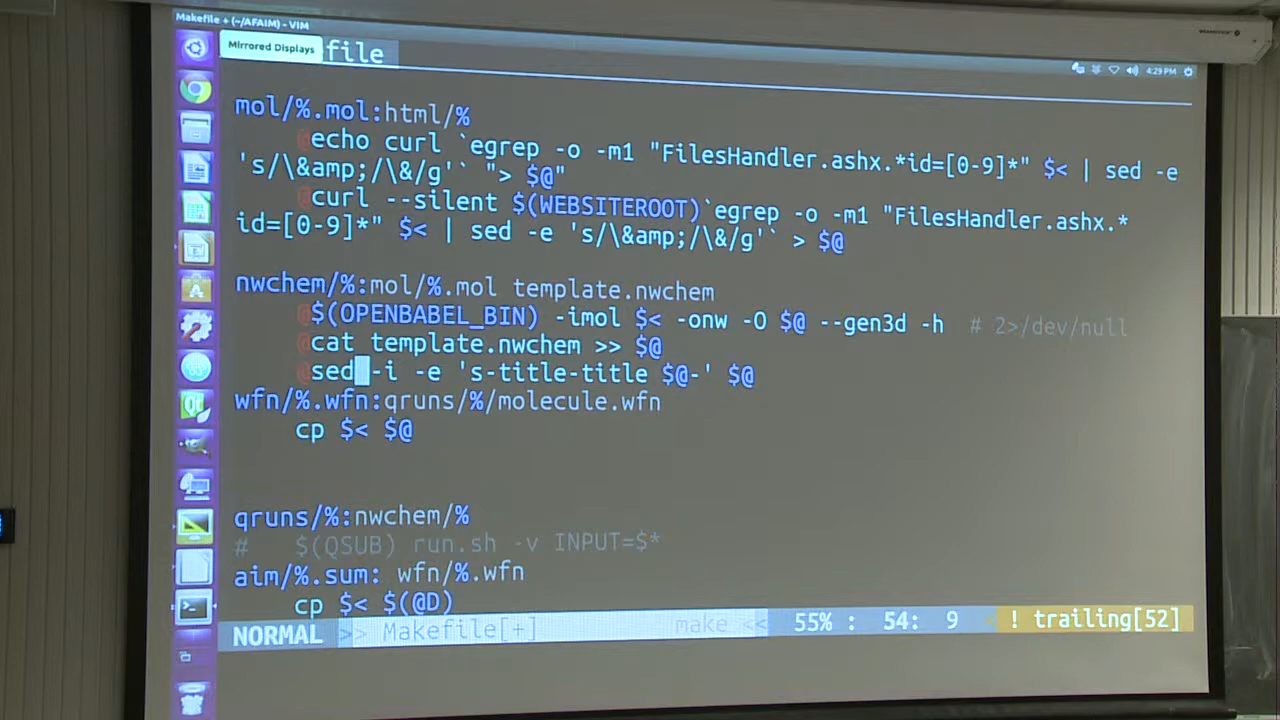 Makefile + (~/AFAIM) - VIM
Mirrored Displays
file
4:29 PM
mol/%.mol:html/%
@echo curl `egrep -o -m1 "FilesHandler.ashx.*id=[0-9]*" $< | sed -e
's/\&amp;/\&/g'` "> $@"
@curl --silent $(WEBSITEROOT)`egrep -o -m1 "FilesHandler.ashx.*
id=[0-9]*" $< | sed -e 's/\&amp;/\&/g'` > $@
nwchem/%:mol/%.mol template.nwchem
@$(OPENBABEL_BIN) -imol $< -onw -O $@ --gen3d -h # 2>/dev/null
@cat template.nwchem >> $@
@sed -i -e 's-title-title $@-' $@
wfn/%.wfn:qruns/%/molecule.wfn
cp $< $@
qruns/%:nwchem/%
# $(QSUB) run.sh -v INPUT=$*
aim/%.sum: wfn/%.wfn
cp $< $(@D)
NORMAL >> Makefile[+] make << 55% : 54: 9 ! trailing[52]